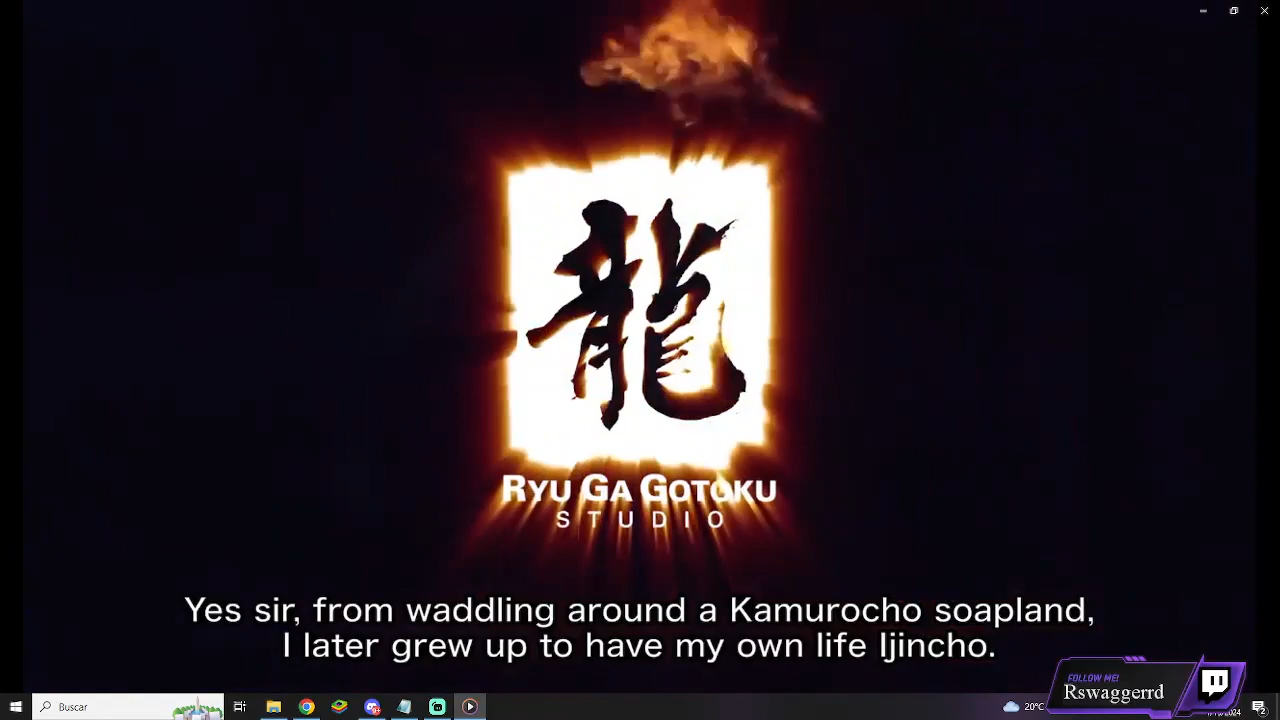 龍
RYU GA GOTOKU
STUDIO
Yes sir, from waddling around a Kamurocho soapland,
I later grew up to have my own life Ijincho.
FOLLOW ME!
Rswaggerrd
Buscar
20°C
2